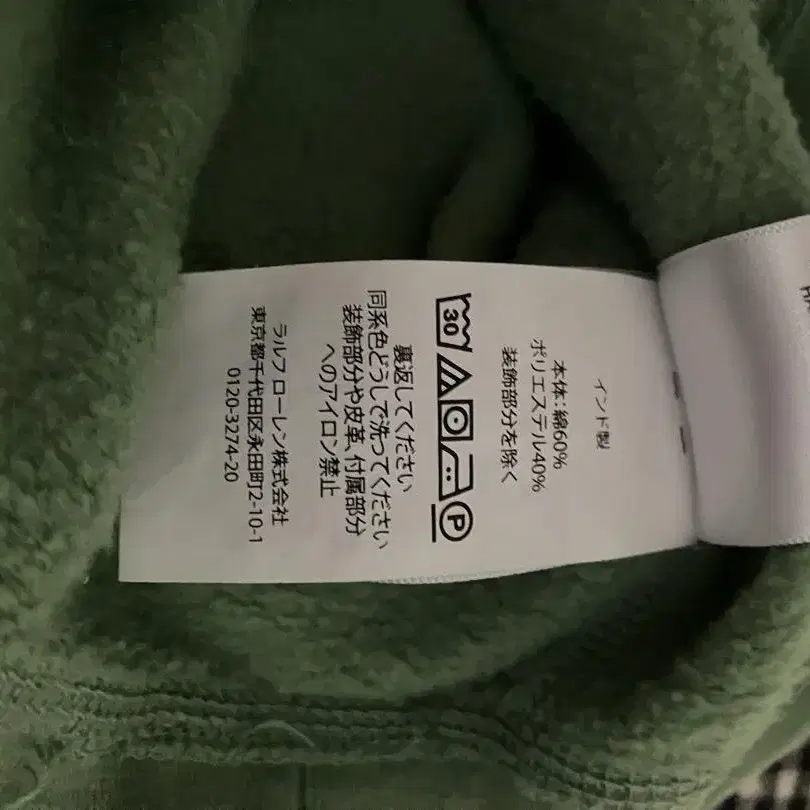 インド製
本体：綿60%
ポリエステル40%
装飾部分を除く
30
P
裏返してください
同系色どうしで洗ってください
装飾部分や皮革、付属部分
へのアイロン禁止
ラルフ ローレン株式会社
東京都千代田区永田町2-10-1
0120-3274-20